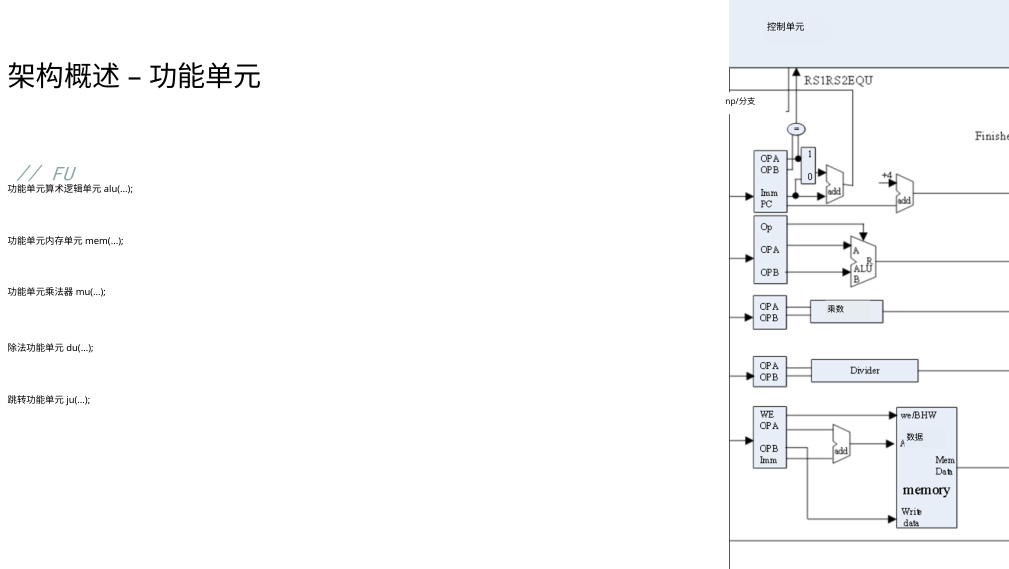 控制单元
架构概述 – 功能单元
RS1RS2EQU
np/分支
=
Finishe
OPA
OPB
Imm
PC
1
0
add
+4
add
// FU
功能单元算术逻辑单元 alu(...);
Op
OPA
OPB
A
R
ALU
B
功能单元内存单元 mem(...);
功能单元乘法器 mu(...);
OPA
OPB
乘数
除法功能单元 du(...);
OPA
OPB
Divider
跳转功能单元 ju(...);
WE
OPA
OPB
Imm
add
we/BHW
A
数据
Mem
Data
memory
Write
data